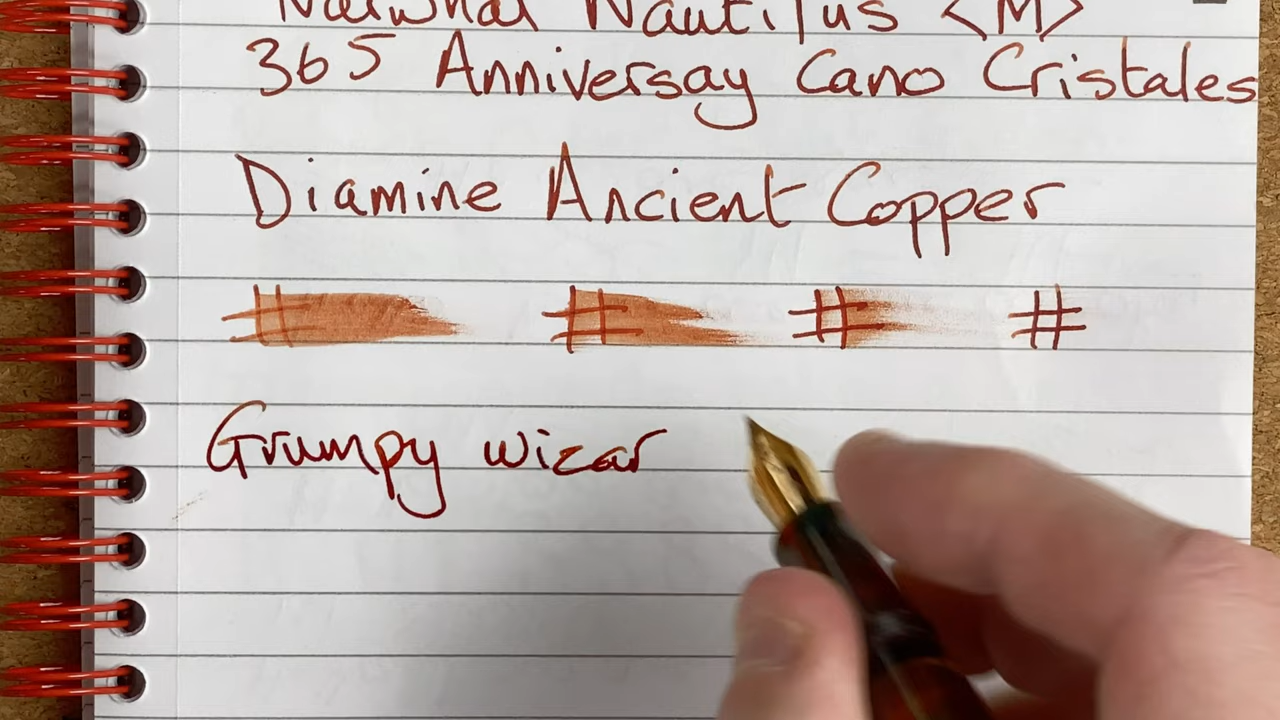 Narwhal Nautilus <M>
365 Anniversay Cano Cristales
Diamine Ancient Copper
# # # #
Grumpy wizar